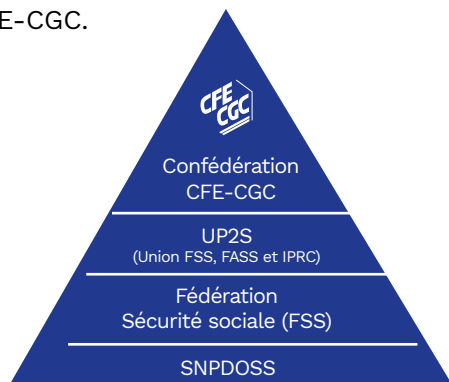 E-CGC.
CFE
CGC
Confédération
CFE-CGC
UP2S
(Union FSS, FASS et IPRC)
Fédération
Sécurité sociale (FSS)
SNPDOSS